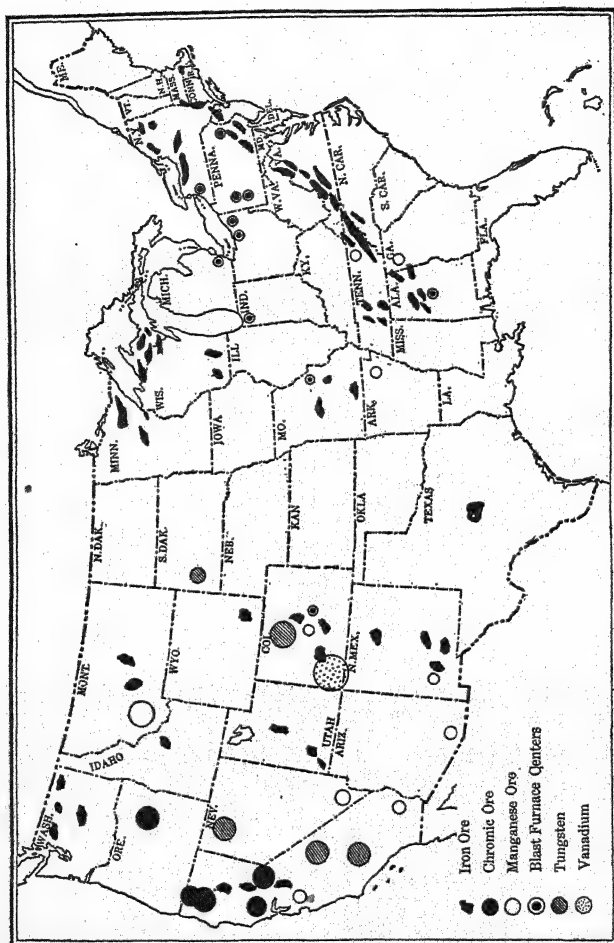 ME.
VT.
N.H.
MASS.
CONN.
R.I.
N.Y.
PENNA.
DEL.
MD.
W.VA.
VA.
N. CAR.
S. CAR.
GA.
FLA.
ALA.
MISS.
TENN.
KY.
IND.
MICH.
ILL
WIS.
MINN.
IOWA
MO.
ARK.
LA.
N. DAK.
S. DAK.
NEB.
KAN
OKLA
TEXAS
MONT.
WYO.
COL
N. MEX.
IDAHO
UTAH
ARIZ.
WASH.
ORE.
NEV.
Iron Ore
Chromic Ore
Manganese Ore
Blast Furnace Centers
Tungsten
Vanadium